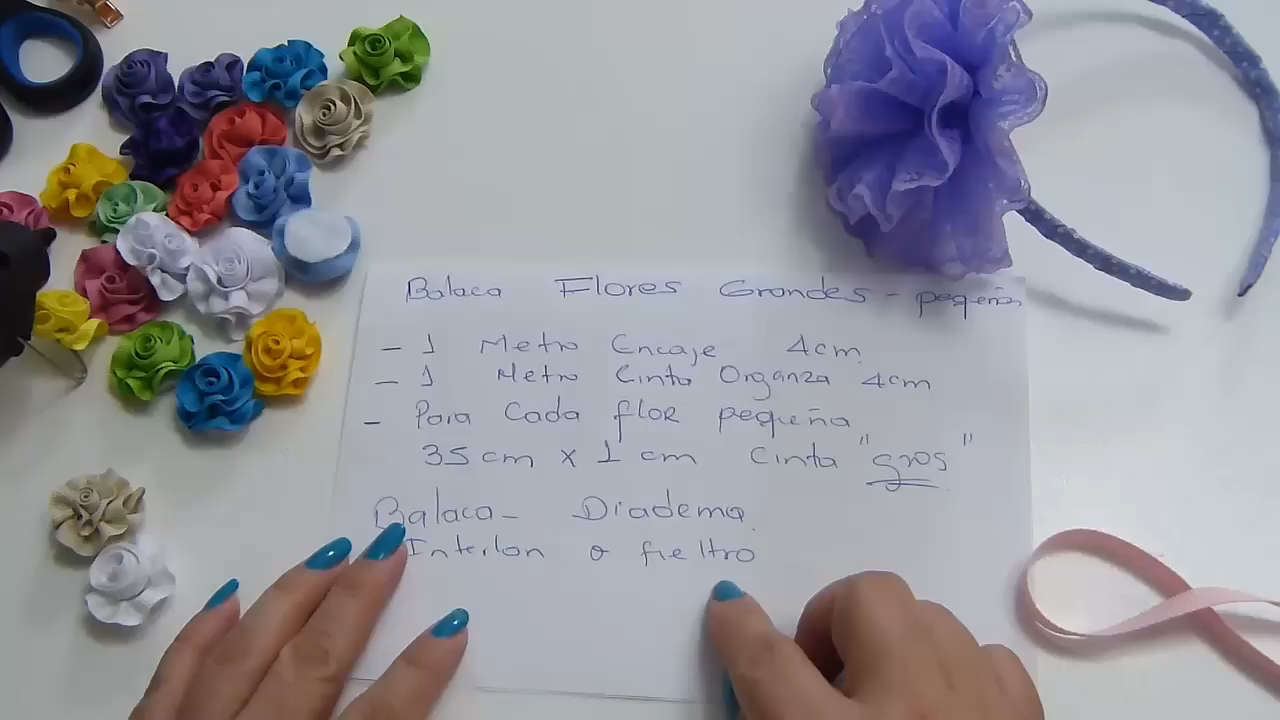 Balaca Flores Grandes - pequeñas
- 1 Metro Encaje 4cm.
- 1 Metro Cinta Organza 4cm
- Para Cada flor pequeña
35 cm x 1 cm Cinta "gros"
Balaca - Diadema.
Interlon o fieltro